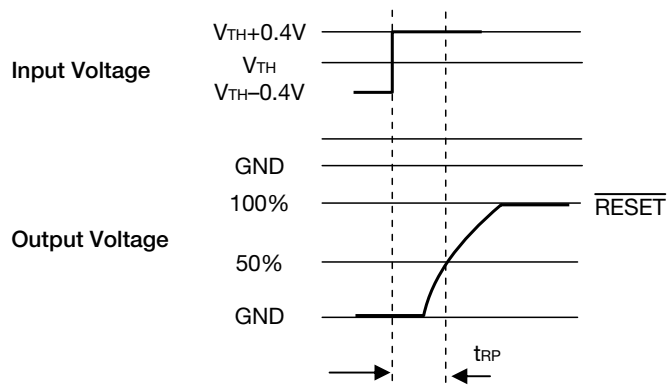 VTH+0.4V
Input Voltage
VTH
VTH–0.4V
GND
100%
RESET
Output Voltage
50%
GND
tRP